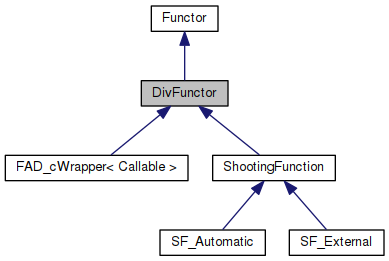 Functor
DivFunctor
FAD_cWrapper< Callable >
ShootingFunction
SF_Automatic
SF_External